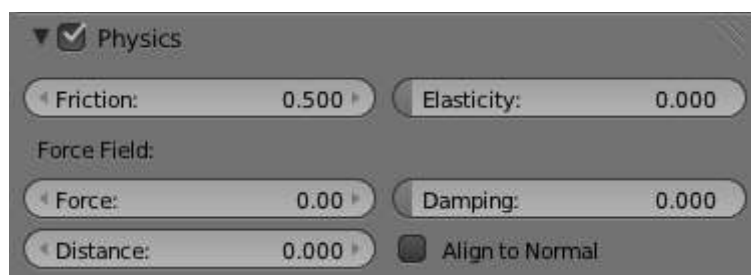 Physics
Friction: 0.500 Elasticity: 0.000
Force Field:
Force: 0.00 Damping: 0.000
Distance: 0.000 Align to Normal